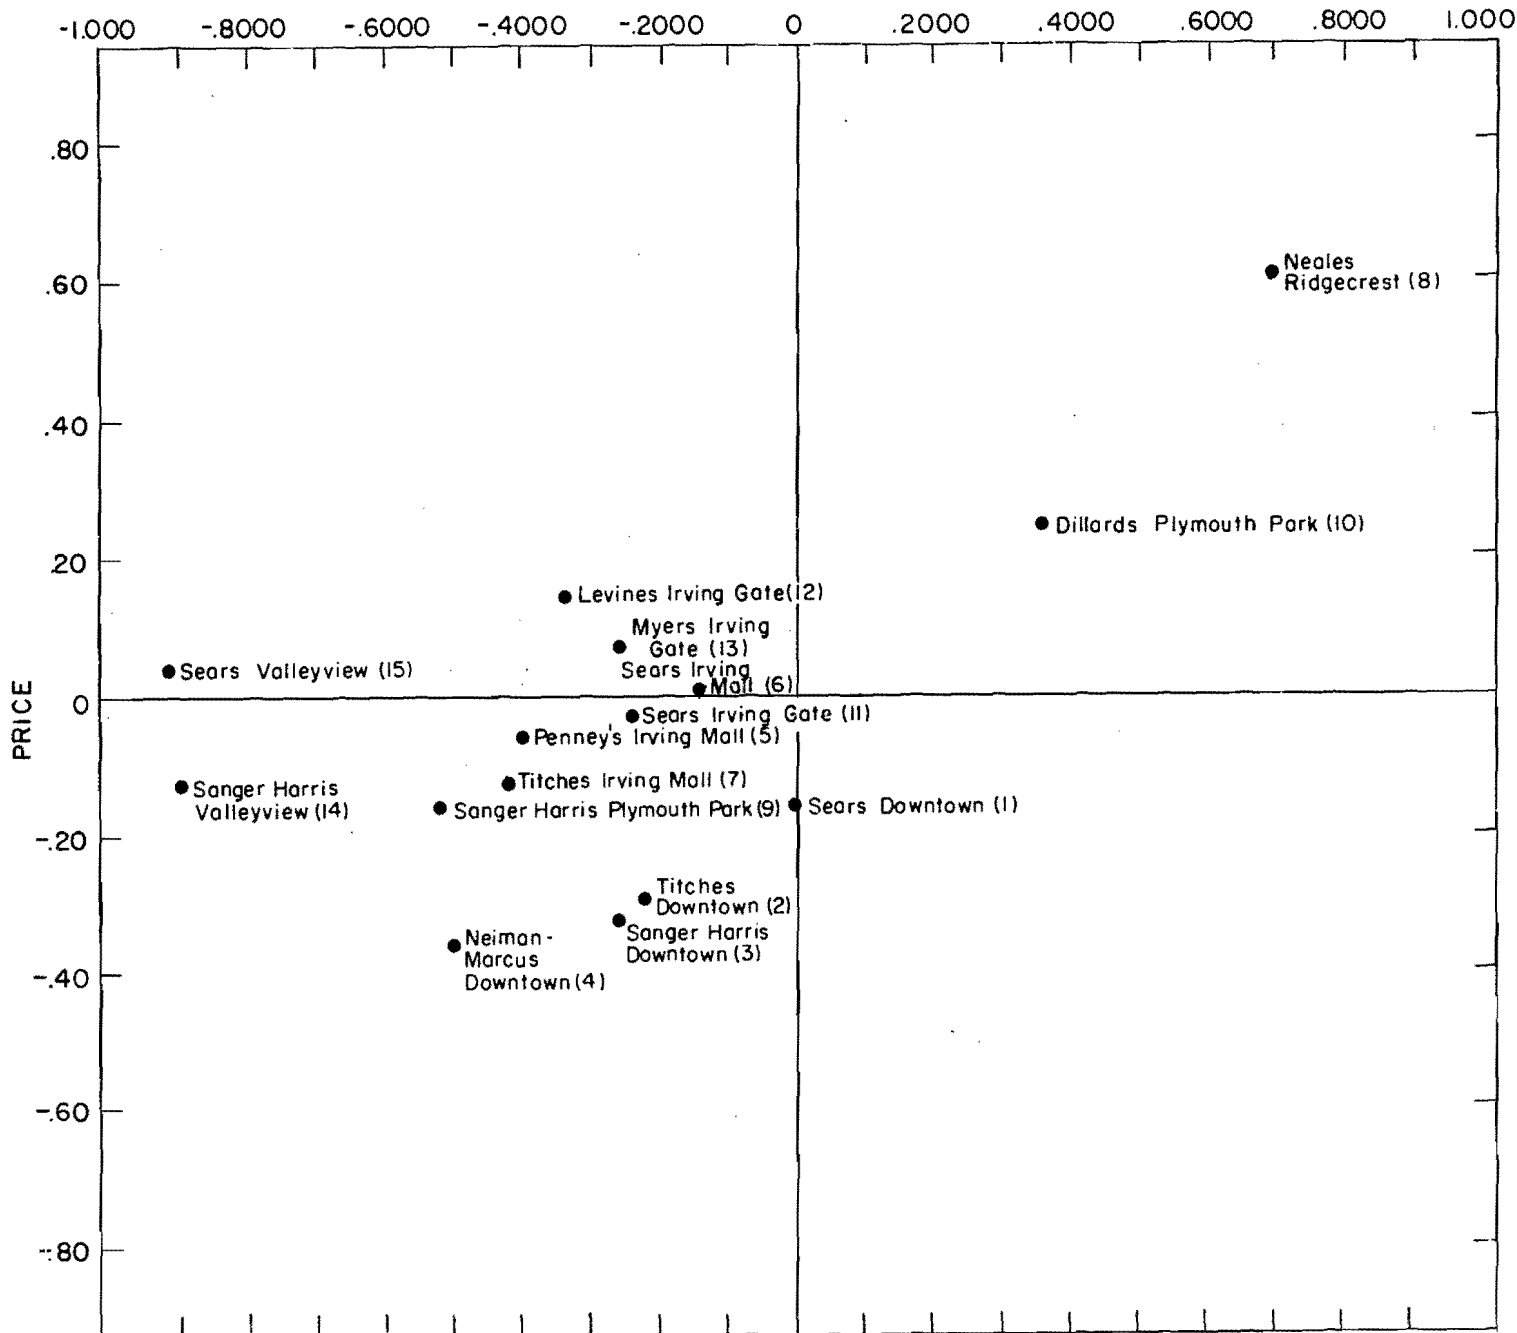 -1.000 -.8000 -.6000 -.4000 -.2000 0 .2000 .4000 .6000 .8000 1.000
.80
.60
.40
.20
0
-.20
-.40
-.60
-.80
PRICE
Neales
Ridgecrest (8)
Dillards Plymouth Park (10)
Levines Irving Gate (12)
Myers Irving
Gate (13)
Sears Irving
Mall (6)
Sears Valleyview (15)
Sears Irving Gate (11)
Penney's Irving Mall (5)
Titches Irving Mall (7)
Sanger Harris
Valleyview (14)
Sanger Harris Plymouth Park (9)
Sears Downtown (1)
Titches
Downtown (2)
Sanger Harris
Downtown (3)
Neiman-
Marcus
Downtown (4)